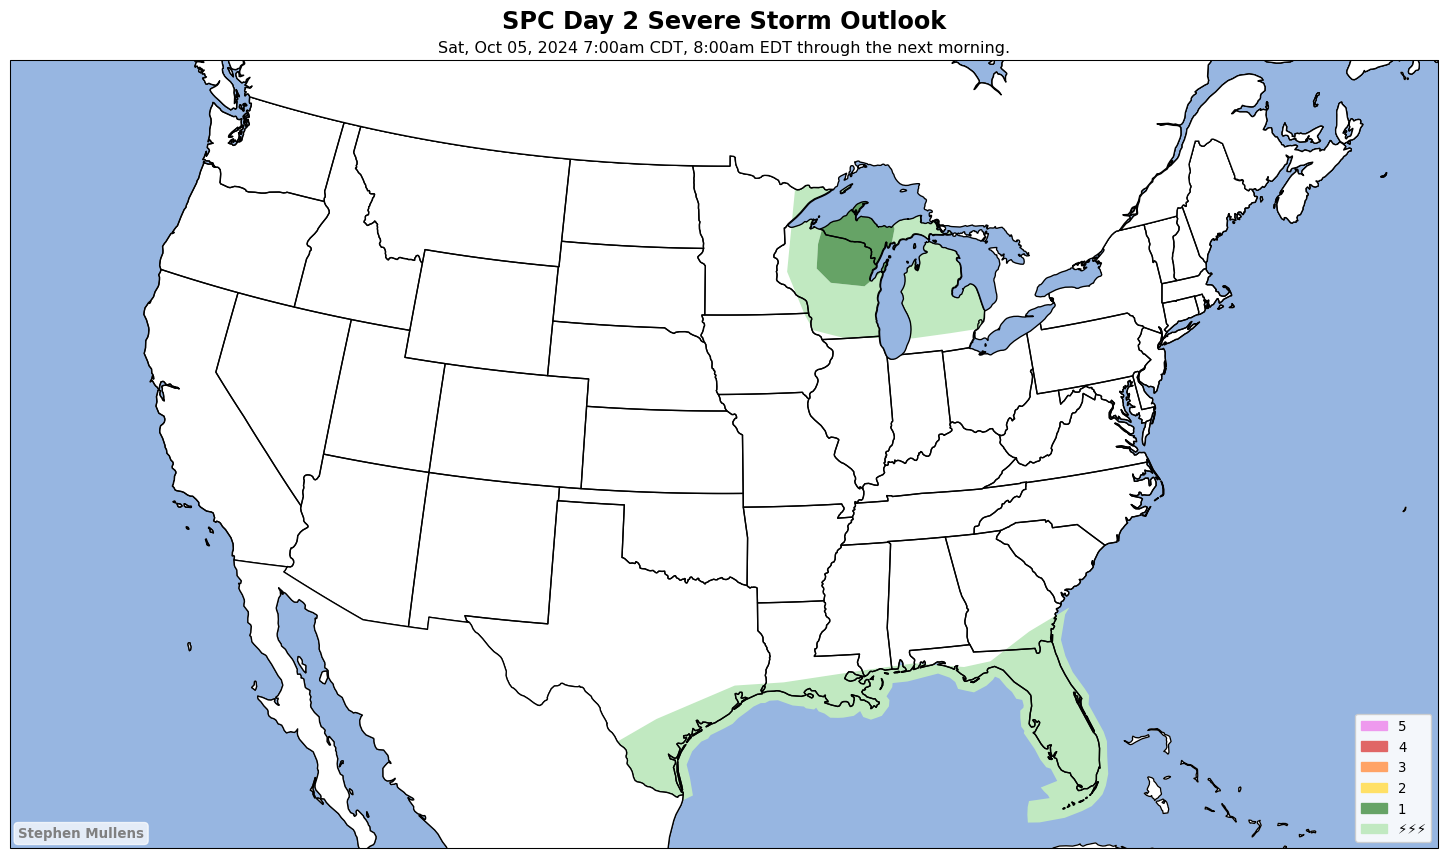 SPC Day 2 Severe Storm Outlook
Sat, Oct 05, 2024 7:00am CDT, 8:00am EDT through the next morning.
5
4
3
2
1
⚡⚡⚡
Stephen Mullens